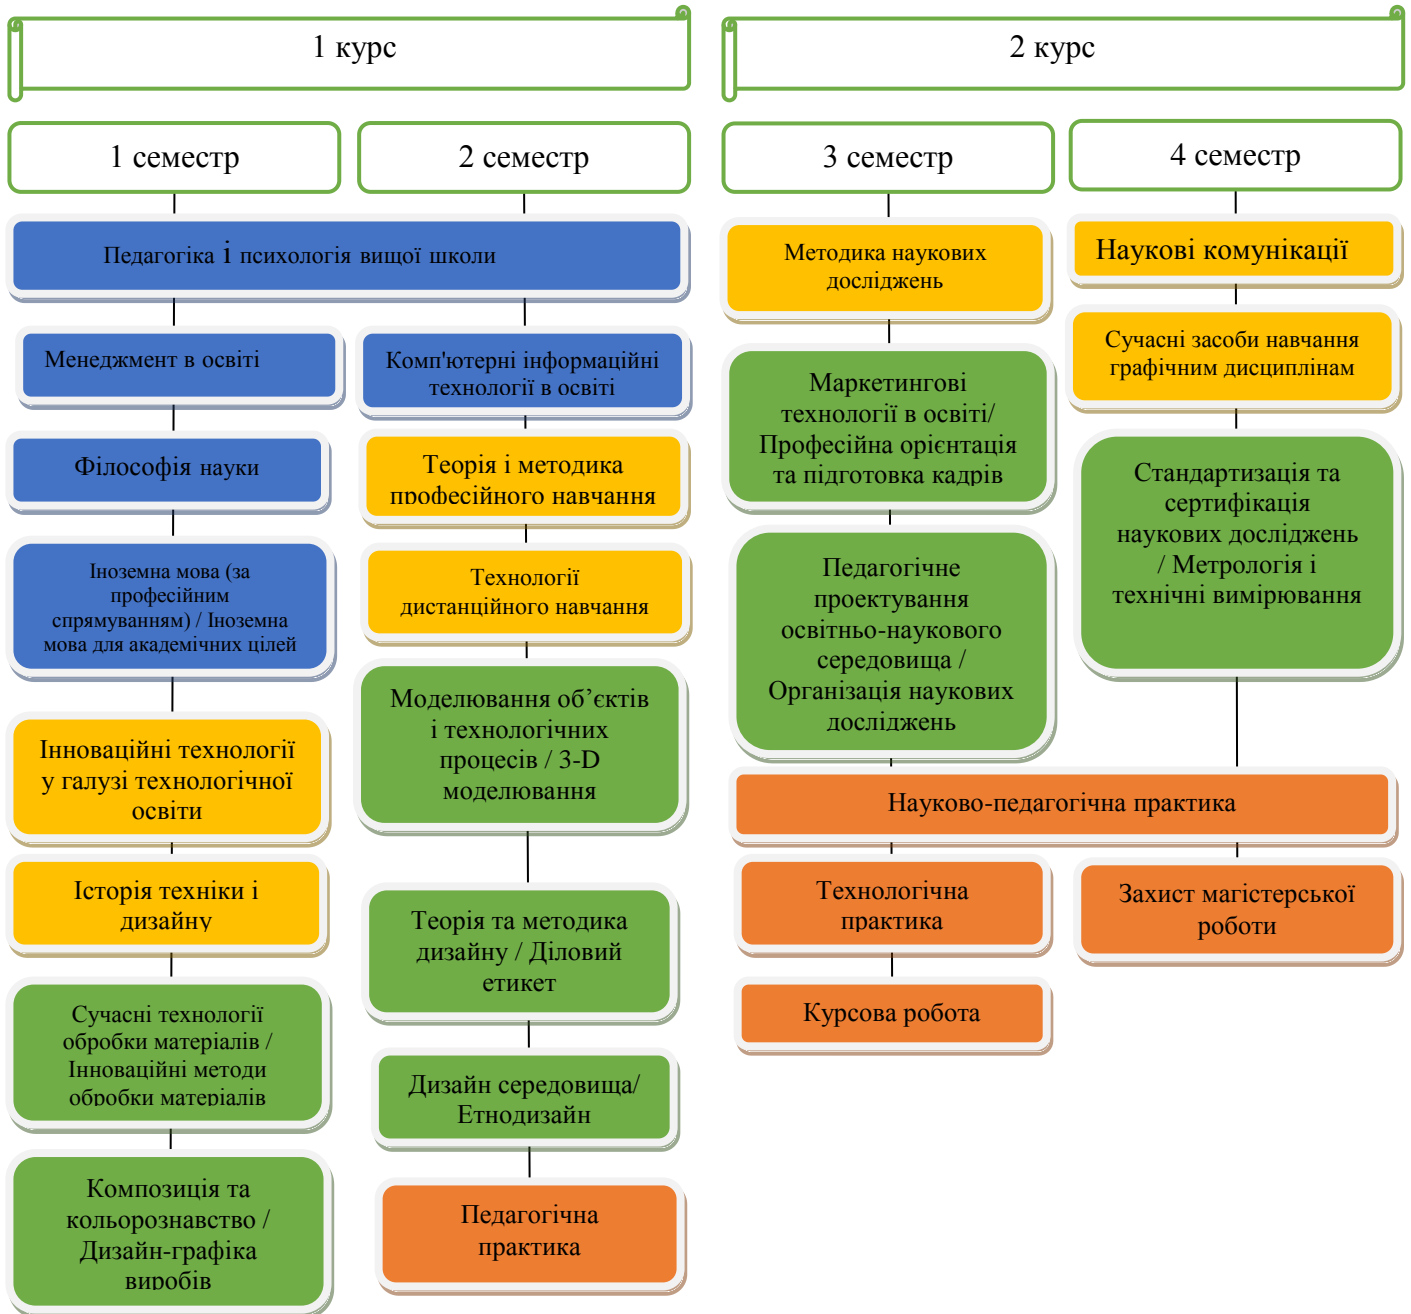 1 курс
2 курс
1 семестр
2 семестр
3 семестр
4 семестр
Педагогіка і психологія вищої школи
Менеджмент в освіті
Філософія науки
Іноземна мова (за
професійним
спрямуванням) / Іноземна
мова для академічних цілей
Інноваційні технології
у галузі технологічної
освіти
Історія техніки і
дизайну
Сучасні технології
обробки матеріалів /
Інноваційні методи
обробки матеріалів
Композиція та
кольорознавство /
Дизайн-графіка
виробів
Комп'ютерні інформаційні
технології в освіті
Теорія і методика
професійного навчання
Технології
дистанційного навчання
Моделювання об’єктів
і технологічних
процесів / 3-D
моделювання
Теорія та методика
дизайну / Діловий
етикет
Дизайн середовища/
Етнодизайн
Педагогічна
практика
Методика наукових
досліджень
Маркетингові
технології в освіті/
Професійна орієнтація
та підготовка кадрів
Педагогічне
проектування
освітньо-наукового
середовища /
Організація наукових
досліджень
Наукові комунікації
Сучасні засоби навчання
графічним дисциплінам
Стандартизація та
сертифікація
наукових досліджень
/ Метрологія і
технічні вимірювання
Науково-педагогічна практика
Технологічна
практика
Курсова робота
Захист магістерської
роботи